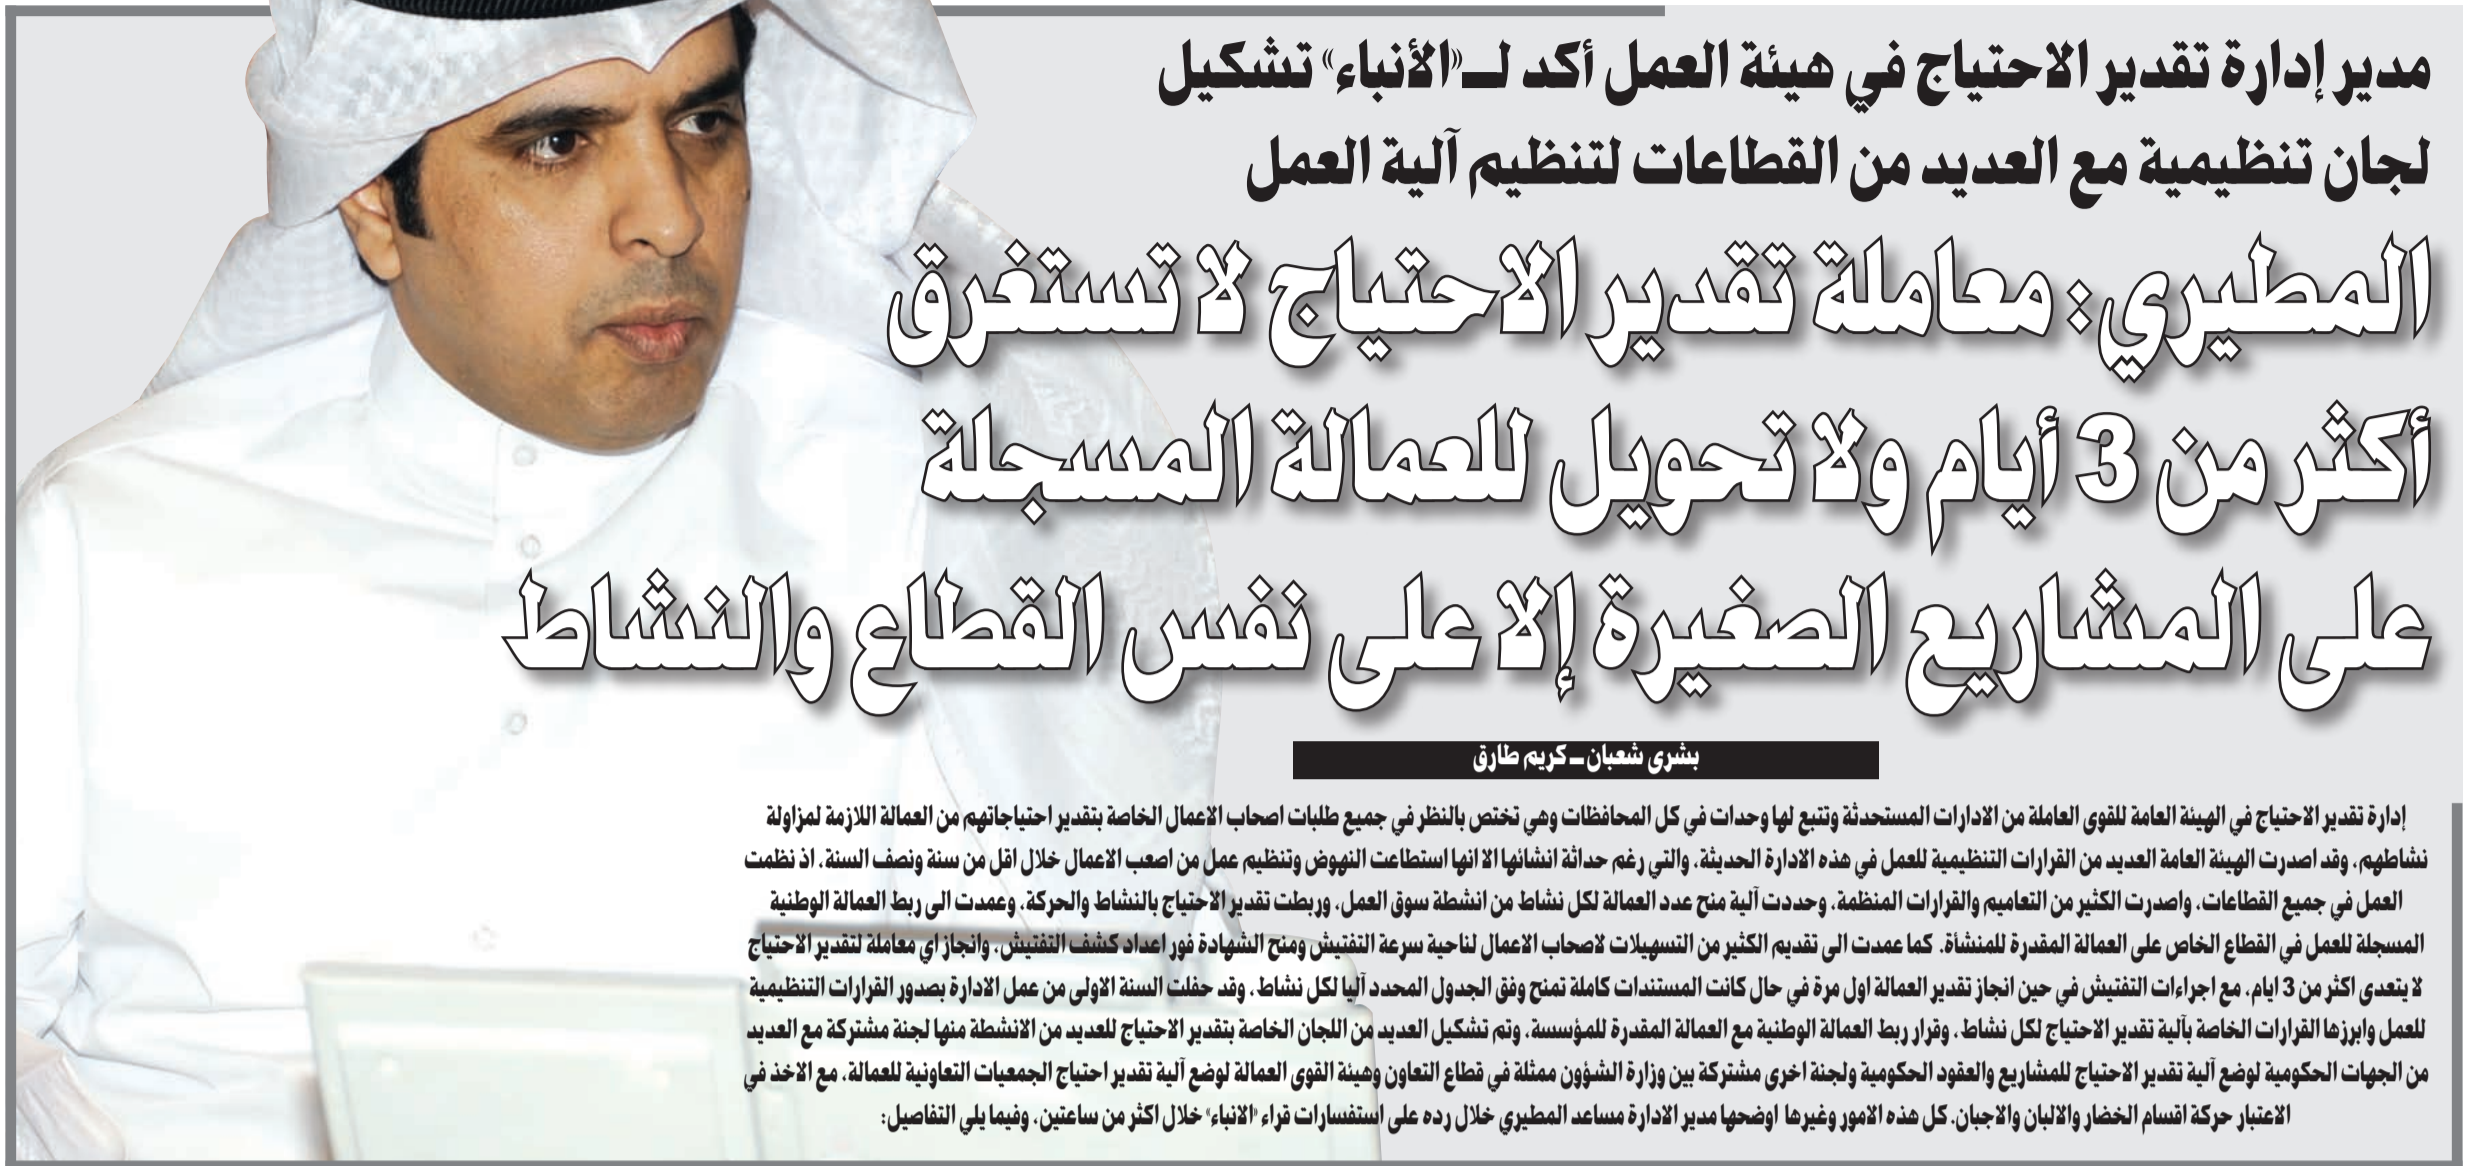 مدير إدارة تقدير الاحتياج في هيئة العمل أكد لـ«الأنباء» تشكيل
لجان تنظيمية مع العديد من القطاعات لتنظيم آلية العمل
المطيري: معاملة تقدير الاحتياج لا تستغرق
أكثر من 3 أيام ولا تحويل للعمالة المسجلة
على المشاريع الصغيرة إلا على نفس القطاع والنشاط
بشرى شعبان ـ كريم طارق
إدارة تقدير الاحتياج في الهيئة العامة للقوى العاملة من الادارات المستحدثة وتتبع لها وحدات في كل المحافظات وهي تختص بالنظر في جميع طلبات اصحاب الاعمال الخاصة بتقدير احتياجاتهم من العمالة اللازمة لمزاولة
نشاطهم، وقد اصدرت الهيئة العامة العديد من القرارات التنظيمية للعمل في هذه الادارة الحديثة، والتي رغم حداثة انشائها الا انها استطاعت النهوض وتنظيم عمل من اصعب الاعمال خلال اقل من سنة ونصف السنة، اذ نظمت
العمل في جميع القطاعات، واصدرت الكثير من التعاميم والقرارات المنظمة، وحددت آلية منح عدد العمالة لكل نشاط من انشطة سوق العمل، وربطت تقدير الاحتياج بالنشاط والحركة، وعمدت الى ربط العمالة الوطنية
المسجلة للعمل في القطاع الخاص على العمالة المقدرة للمنشأة، كما عمدت الى تقديم الكثير من التسهيلات لاصحاب الاعمال لناحية سرعة التفتيش ومنح الشهادة فور اعداد كشف التفتيش، وانجاز اي معاملة لتقدير الاحتياج
لا يتعدى اكثر من 3 ايام، مع اجراءات التفتيش في حين انجاز تقدير العمالة اول مرة في حال كانت المستندات كاملة تمنح وفق الجدول المحدد آليا لكل نشاط، وقد حفلت السنة الاولى من عمل الادارة بصدور القرارات التنظيمية
للعمل وابرزها القرارات الخاصة بآلية تقدير الاحتياج لكل نشاط، وقرار ربط العمالة الوطنية مع العمالة المقدرة للمؤسسة، وتم تشكيل العديد من اللجان الخاصة بتقدير الاحتياج للعديد من الانشطة منها لجنة مشتركة مع العديد
من الجهات الحكومية لوضع آلية تقدير الاحتياج للمشاريع والعقود الحكومية ولجنة اخرى مشتركة بين وزارة الشؤون ممثلة في قطاع التعاون وهيئة القوى العمالة لوضع آلية تقدير احتياج الجمعيات التعاونية للعمالة، مع الاخذ في
الاعتبار حركة اقسام الخضار والالبان والاجبان. كل هذه الامور وغيرها اوضحها مدير الادارة مساعد المطيري خلال رده على استفسارات قراء «الانباء» خلال اكثر من ساعتين، وفيما يلي التفاصيل: